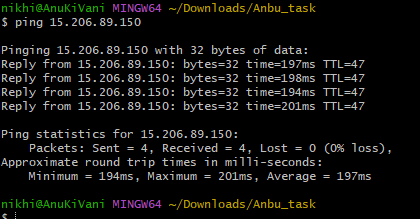 nikhi@AnuKiVani MINGW64 ~/Downloads/Anbu_task
$ ping 15.206.89.150
Pinging 15.206.89.150 with 32 bytes of data:
Reply from 15.206.89.150: bytes=32 time=197ms TTL=47
Reply from 15.206.89.150: bytes=32 time=198ms TTL=47
Reply from 15.206.89.150: bytes=32 time=194ms TTL=47
Reply from 15.206.89.150: bytes=32 time=201ms TTL=47
Ping statistics for 15.206.89.150:
    Packets: Sent = 4, Received = 4, Lost = 0 (0% loss),
Approximate round trip times in milli-seconds:
    Minimum = 194ms, Maximum = 201ms, Average = 197ms
nikhi@AnuKiVani MINGW64 ~/Downloads/Anbu_task
$